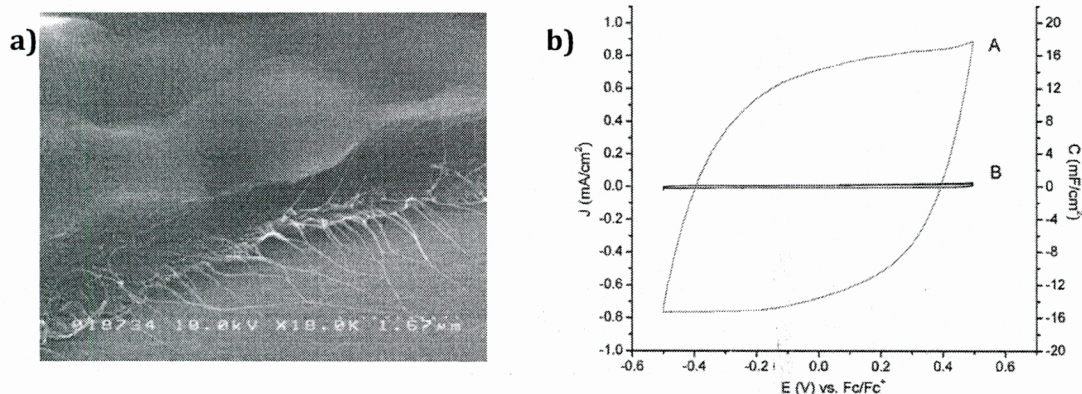 a)
018734 10.0kV X18.0K 1.67µm
b)
1.0
0.8
0.6
0.4
0.2
0.0
-0.2
-0.4
-0.6
-0.8
-1.0
J (mA/cm²)
A
B
20
16
12
8
4
0
-4
-8
-12
-16
-20
C (mF/cm²)
-0.6 -0.4 -0.2 0.0 0.2 0.4 0.6
E (V) vs. Fc/Fc⁺